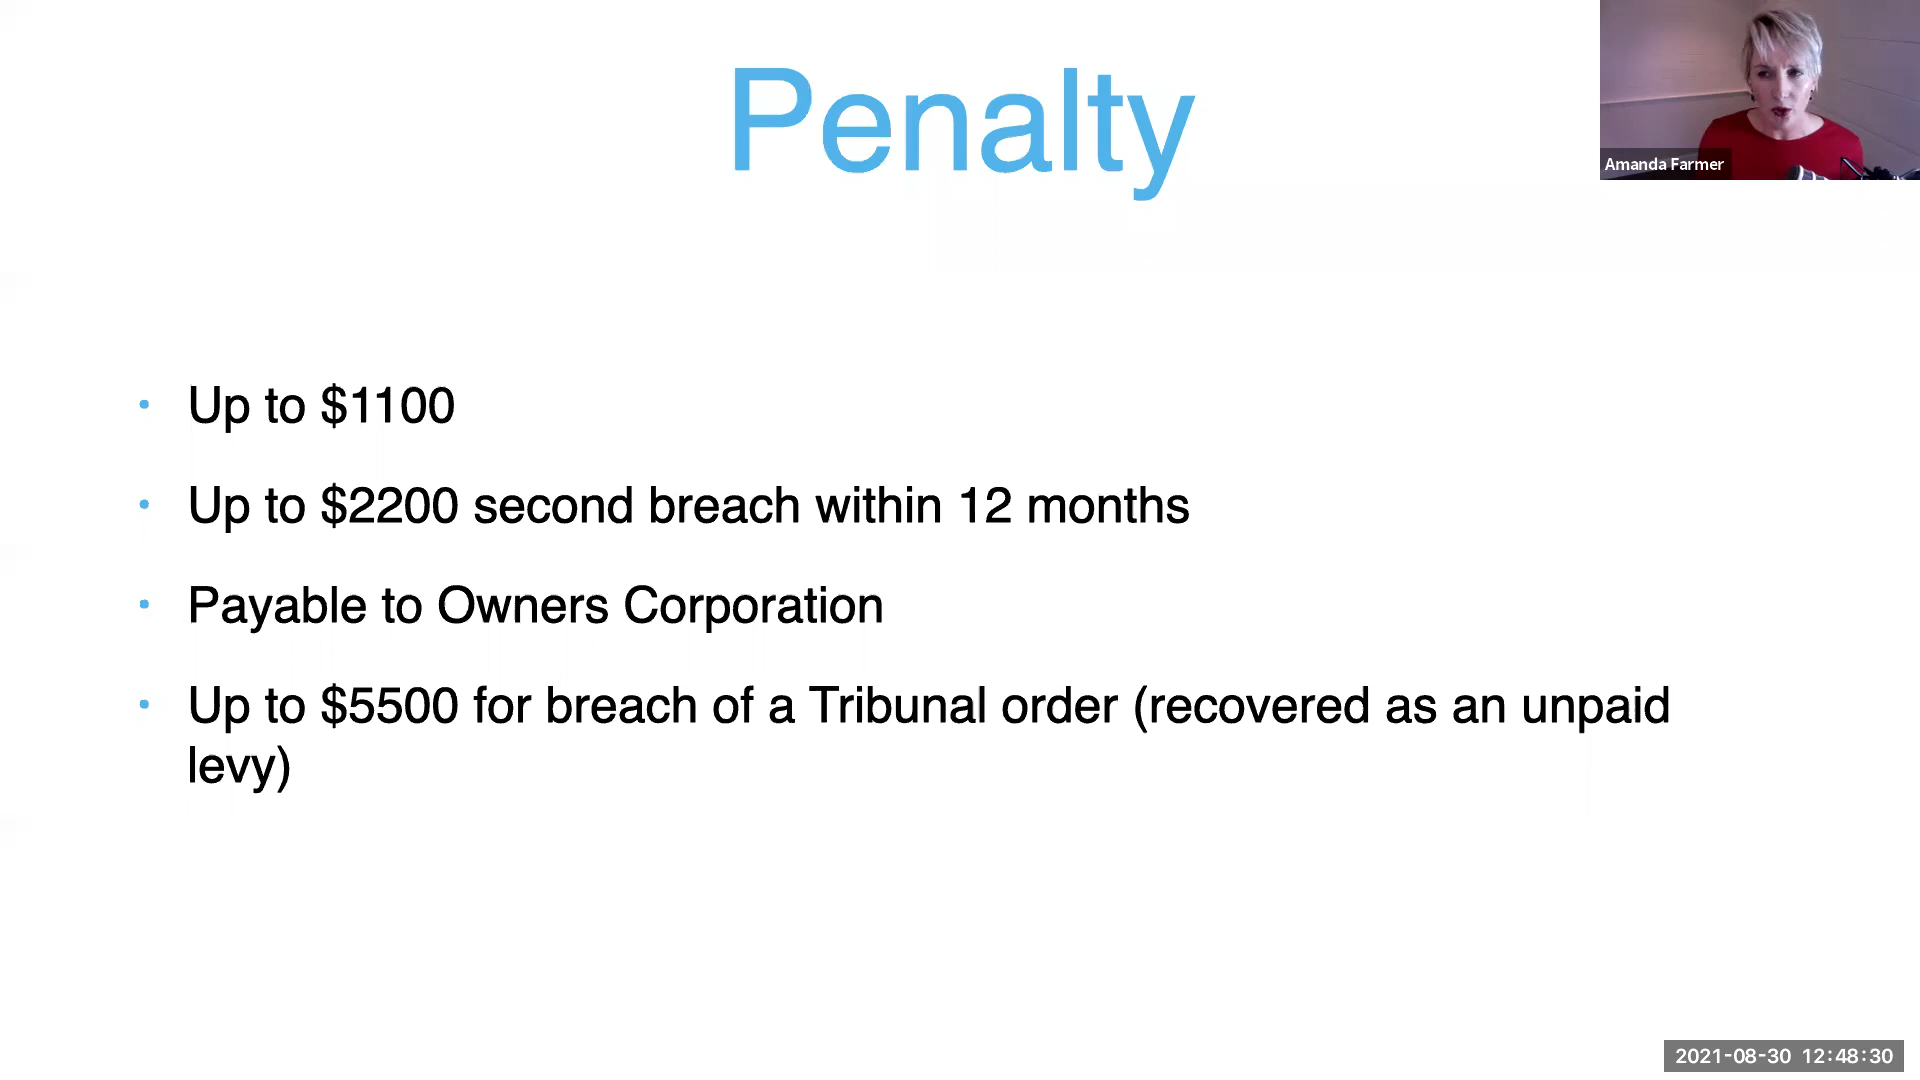 Penalty
Amanda Farmer
Up to $1100
Up to $2200 second breach within 12 months
Payable to Owners Corporation
Up to $5500 for breach of a Tribunal order (recovered as an unpaid
levy)
2021-08-30 12:48:30